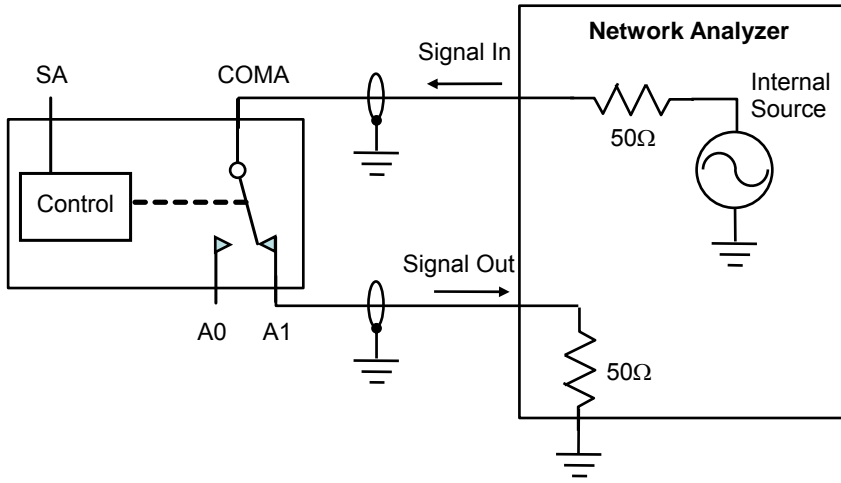 Network Analyzer
Signal In
SA
COMA
Internal
Source
50Ω
Control
Signal Out
A0
A1
50Ω